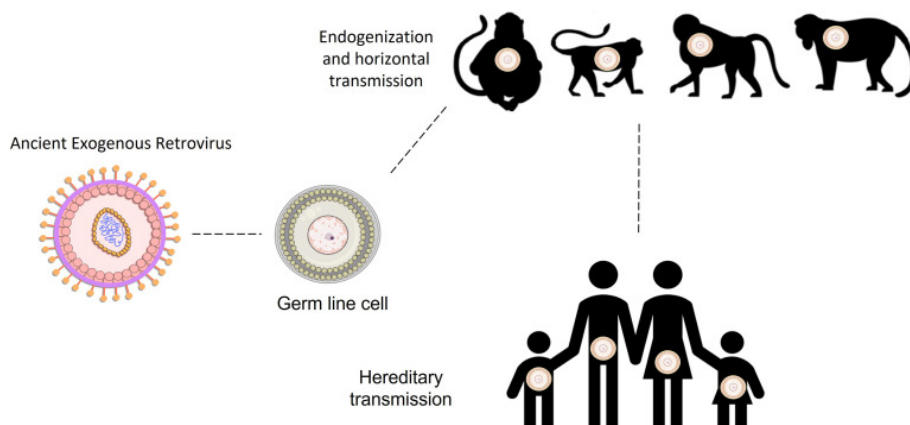 Endogenization
and horizontal
transmission
Ancient Exogenous Retrovirus
Germ line cell
Hereditary
transmission